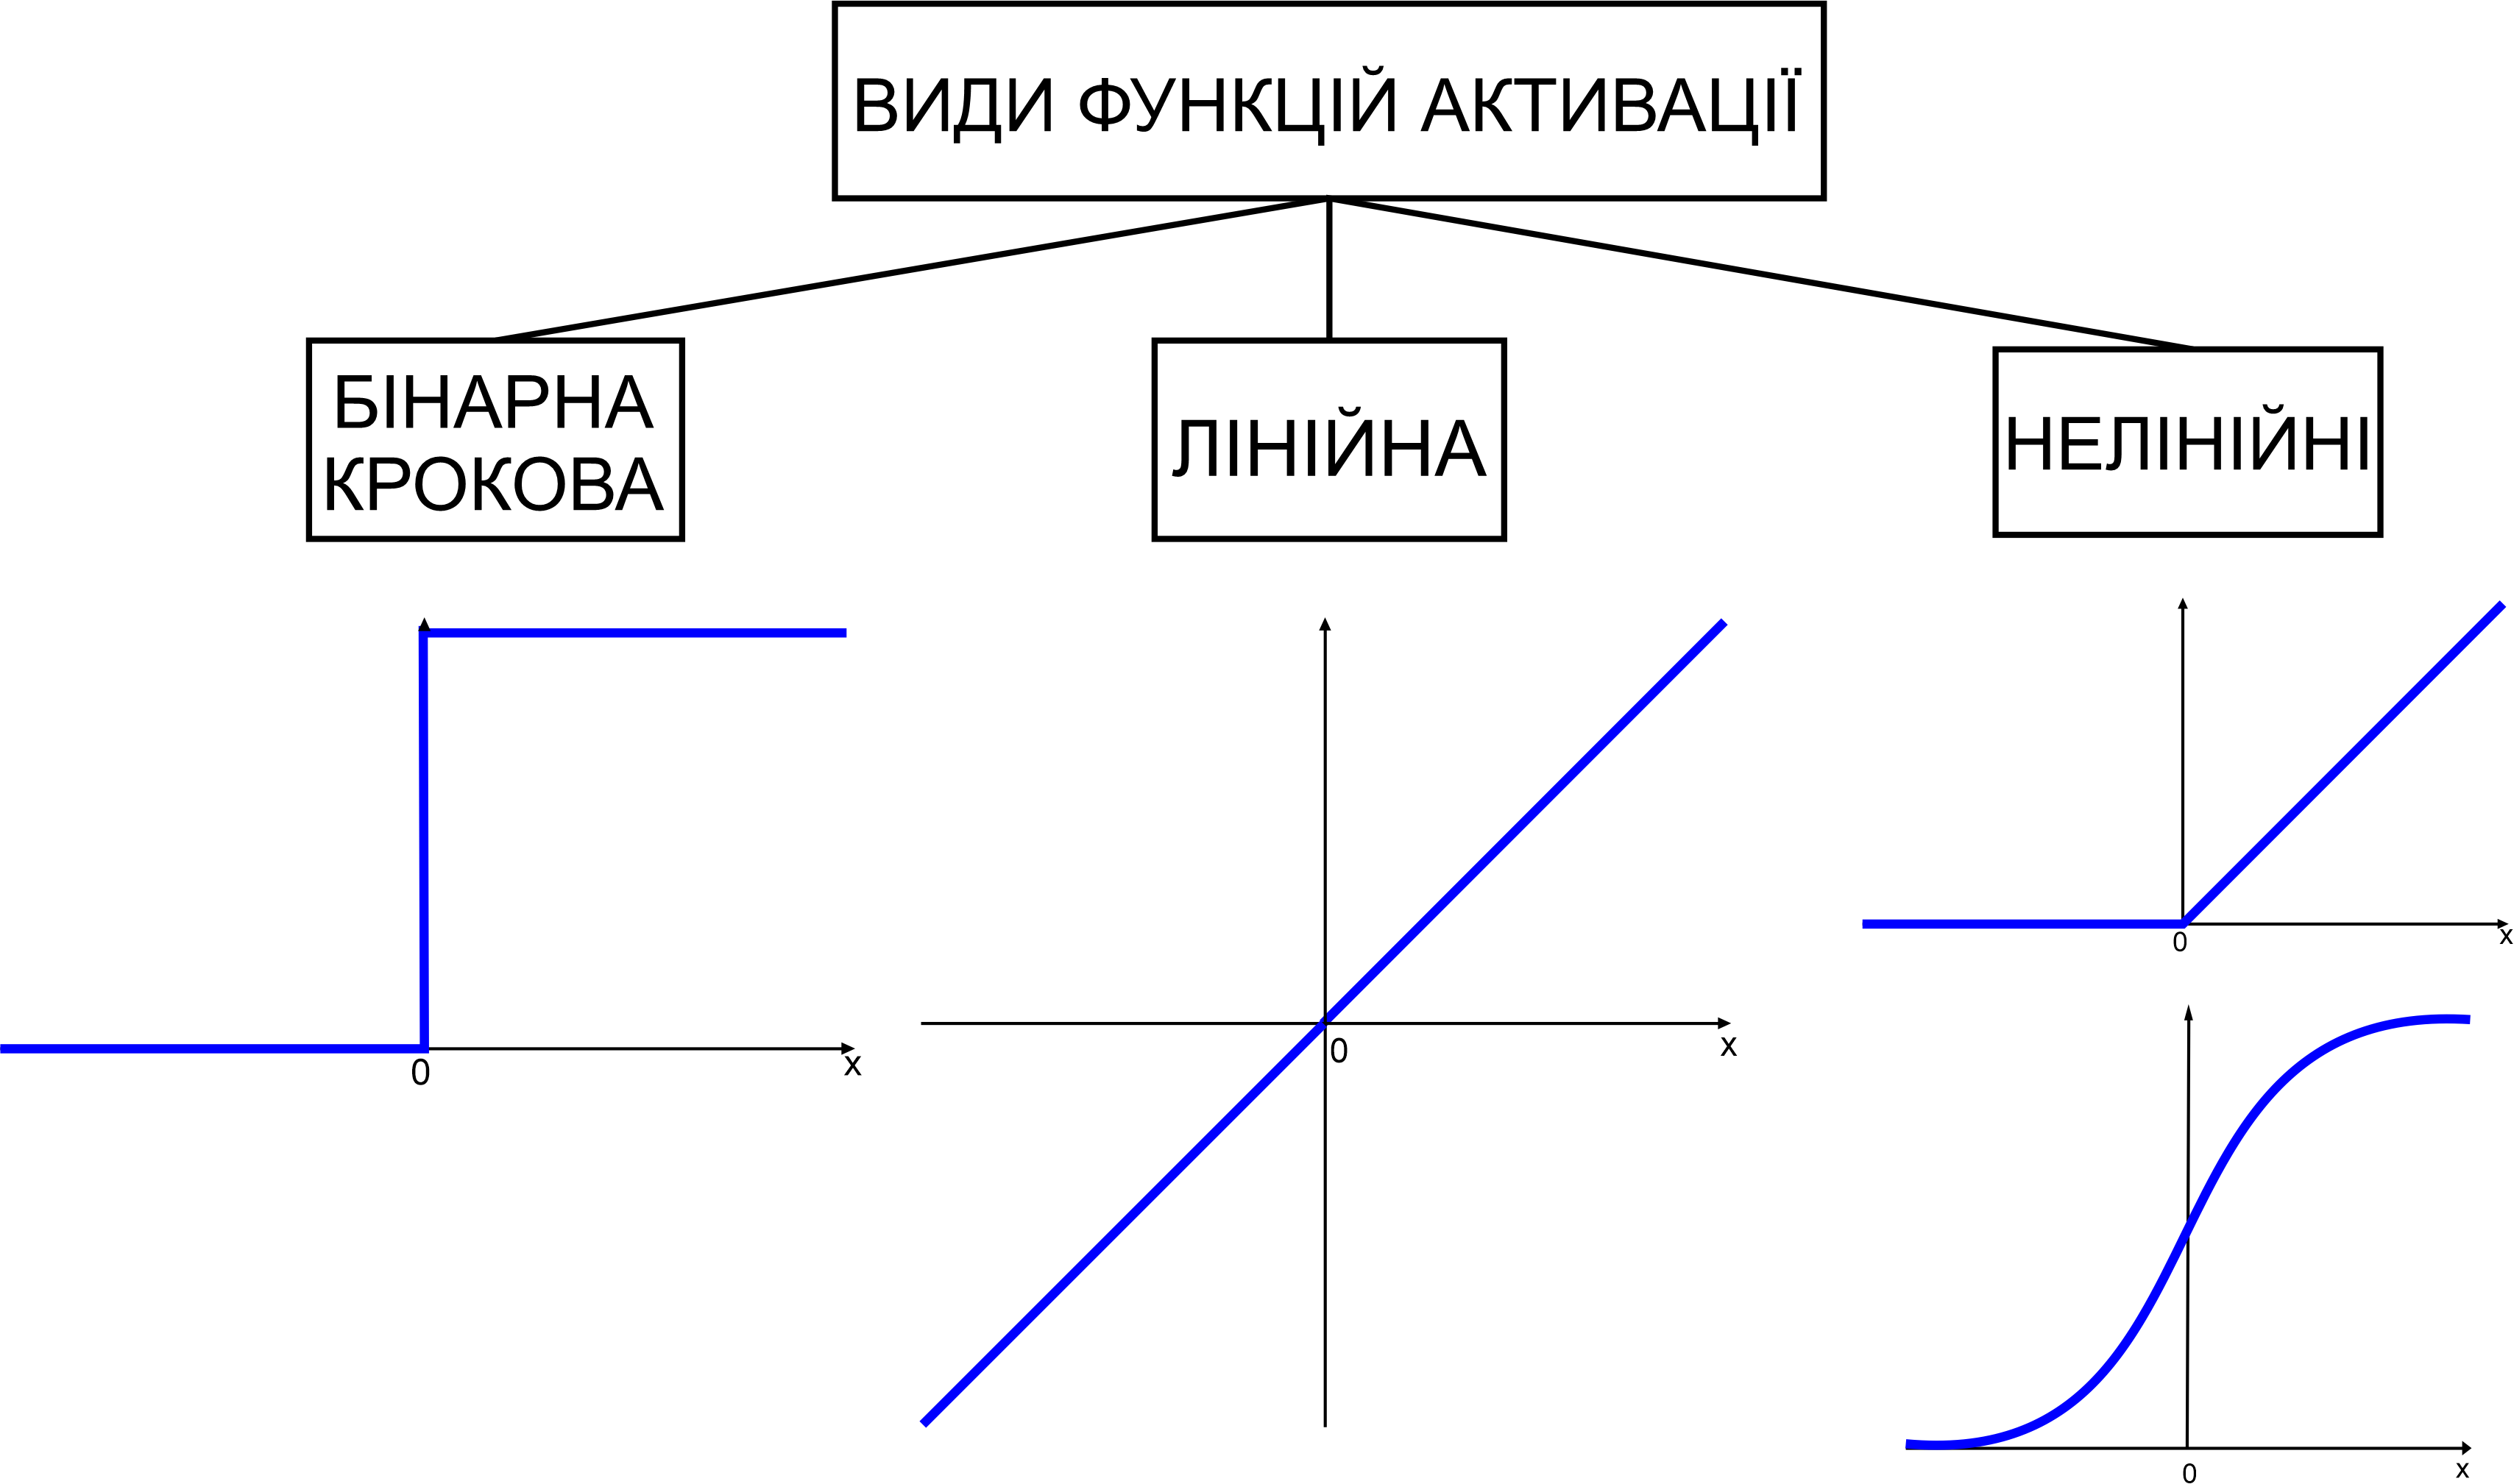 ВИДИ ФУНКЦІЙ АКТИВАЦІЇ
БІНАРНА
КРОКОВА
ЛІНІЙНА
НЕЛІНІЙНІ
0
x
0
x
0
x
0
x